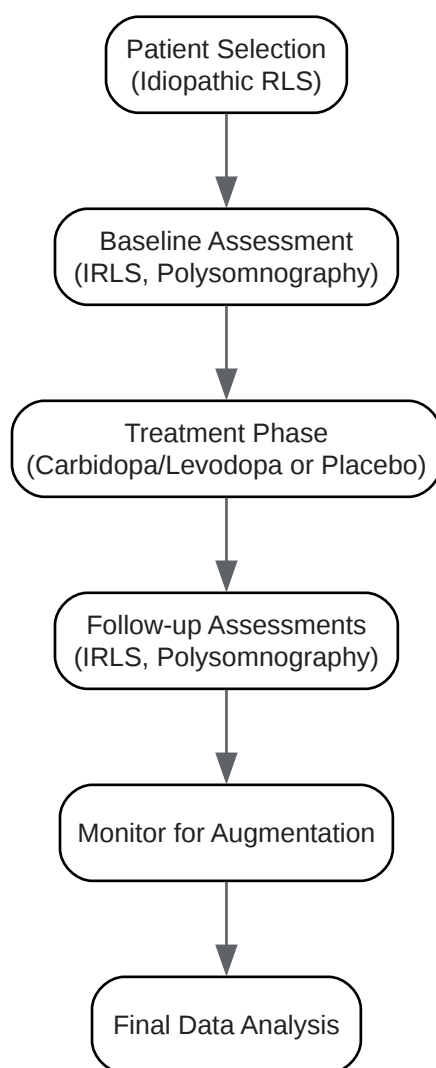 Patient Selection
(Idiopathic RLS)
Baseline Assessment
(IRLS, Polysomnography)
Treatment Phase
(Carbidopa/Levodopa or Placebo)
Follow-up Assessments
(IRLS, Polysomnography)
Monitor for Augmentation
Final Data Analysis